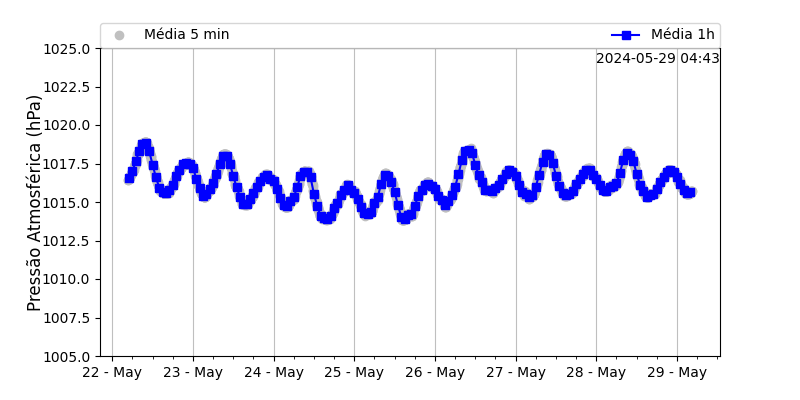 Média 5 min
Média 1h
2024-05-29 04:43
Pressão Atmosférica (hPa)
1025.0
1022.5
1020.0
1017.5
1015.0
1012.5
1010.0
1007.5
1005.0
22 - May
23 - May
24 - May
25 - May
26 - May
27 - May
28 - May
29 - May